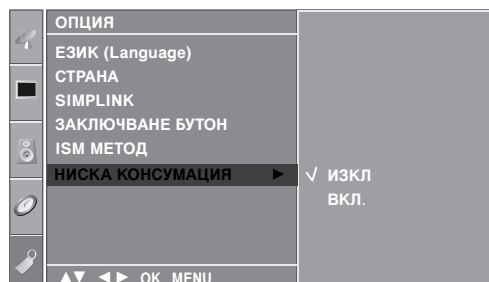 ОПЦИЯ
ЕЗИК (Language)
СТРАНА
SIMPLINK
ЗАКЛЮЧВАНЕ БУТОН
ISM МЕТОД
НИСКА КОНСУМАЦИЯ ► √ ИЗКЛ
ВКЛ.
▲▼ ◄► OK MENU